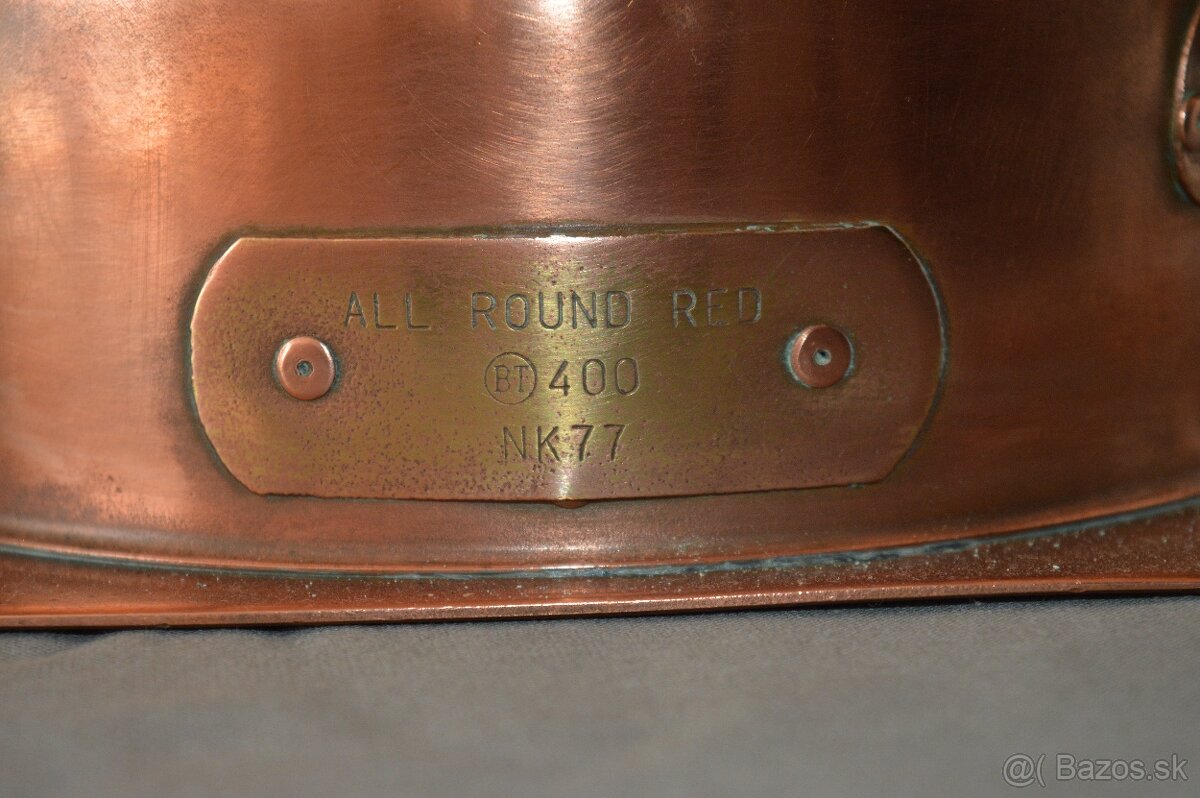 ALL ROUND RED
BT 400
NK77
@( Bazos.sk